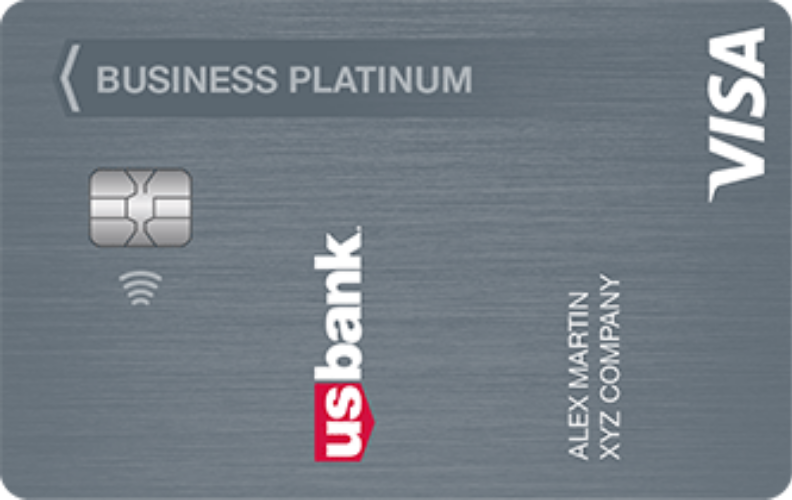 BUSINESS PLATINUM
VISA
usbank.
ALEX MARTIN
XYZ COMPANY